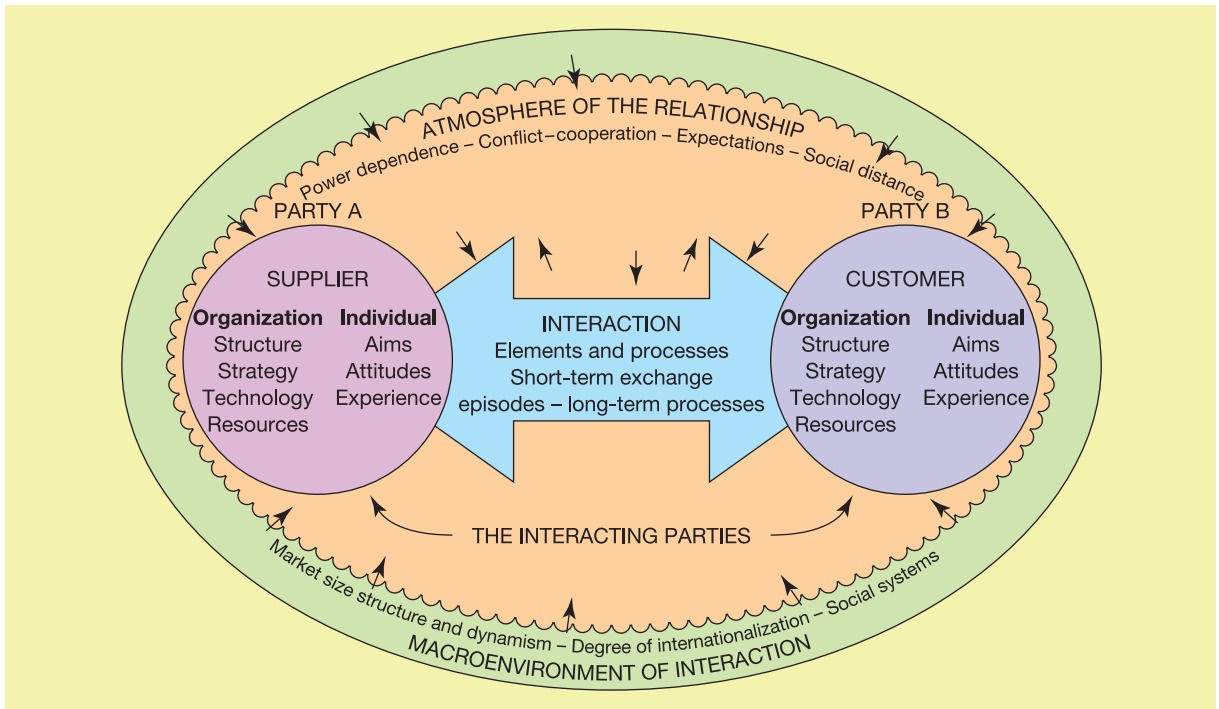 ATMOSPHERE OF THE RELATIONSHIP
Power dependence – Conflict–cooperation – Expectations – Social distance
PARTY A
PARTY B
SUPPLIER
Organization
Structure
Strategy
Technology
Resources
Individual
Aims
Attitudes
Experience
INTERACTION
Elements and processes
Short-term exchange
episodes – long-term processes
CUSTOMER
Organization
Structure
Strategy
Technology
Resources
Individual
Aims
Attitudes
Experience
THE INTERACTING PARTIES
Market size structure and dynamism – Degree of internationalization – Social systems
MACROENVIRONMENT OF INTERACTION